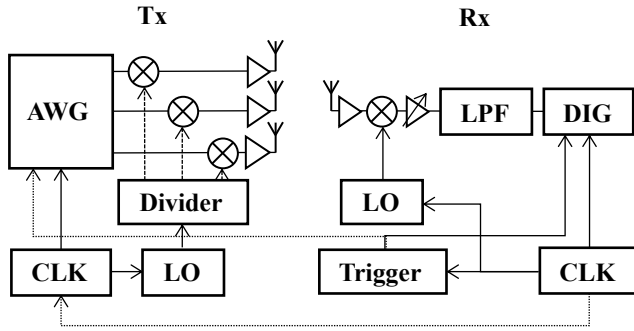 Tx
Rx
AWG
LPF
DIG
Divider
LO
CLK
LO
Trigger
CLK